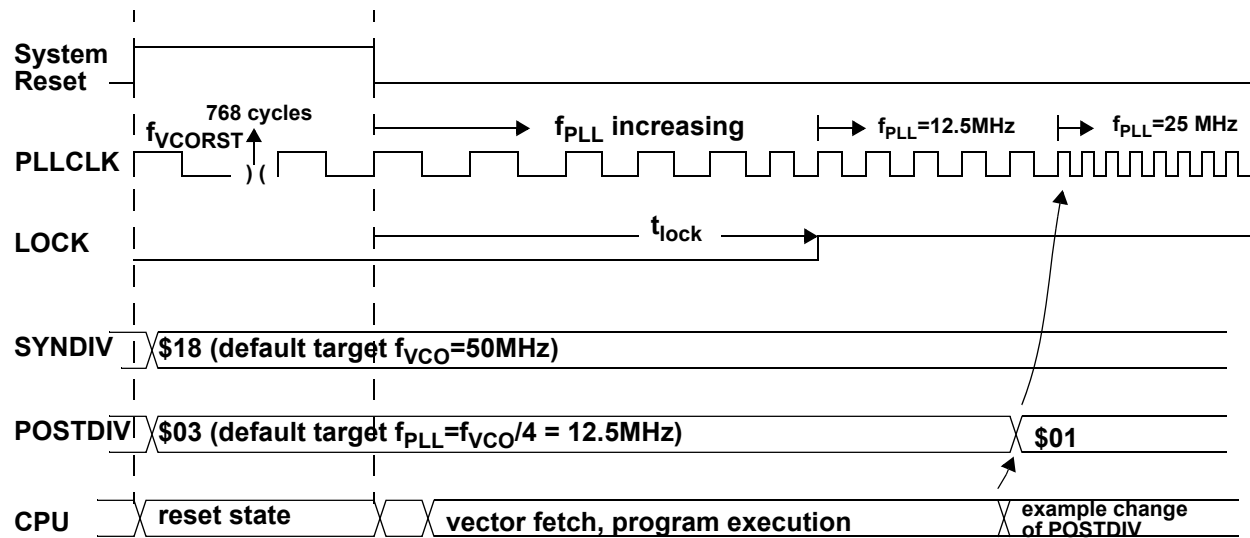 System
Reset
768 cycles
fVCORST
fPLL increasing
fPLL=12.5MHz
fPLL=25 MHz
PLLCLK
) (
LOCK
tlock
SYNDIV
$18 (default target fVCO=50MHz)
POSTDIV
$03 (default target fPLL=fVCO/4 = 12.5MHz)
$01
CPU
reset state
vector fetch, program execution
example change
of POSTDIV